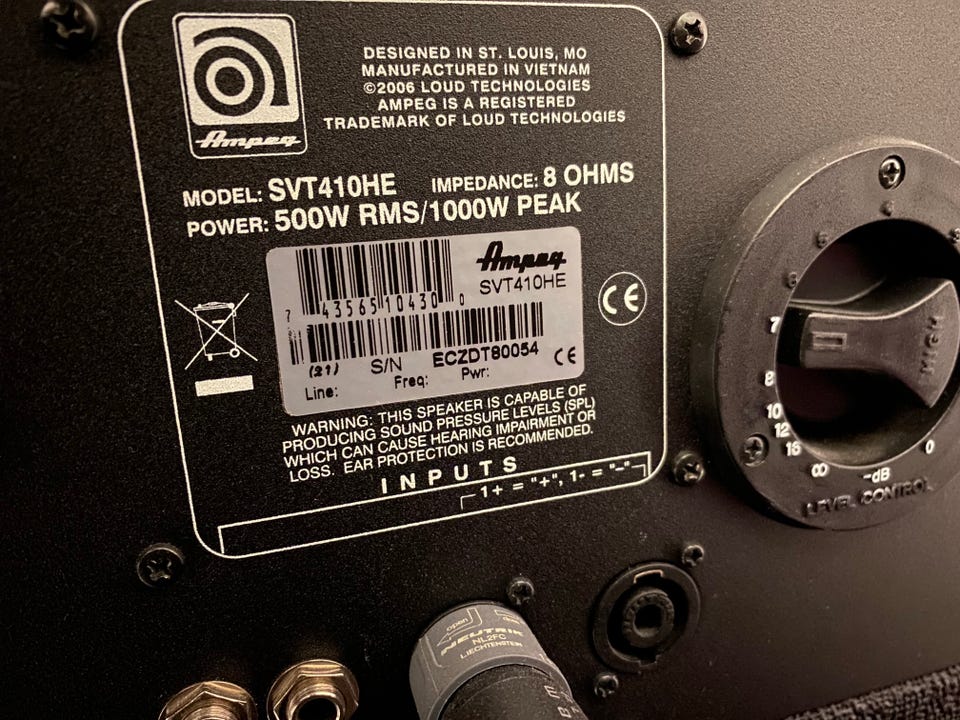 DESIGNED IN ST. LOUIS, MO
MANUFACTURED IN VIETNAM
©2006 LOUD TECHNOLOGIES
AMPEG IS A REGISTERED
TRADEMARK OF LOUD TECHNOLOGIES
Ampeg
MODEL: SVT410HE IMPEDANCE: 8 OHMS
POWER: 500W RMS/1000W PEAK
Ampeg
SVT410HE
7 43565 10430 0
(21) S/N ECZDT80054 CE
Line: Freq: Pwr:
CE
WARNING: THIS SPEAKER IS CAPABLE OF
PRODUCING SOUND PRESSURE LEVELS (SPL)
WHICH CAN CAUSE HEARING IMPAIRMENT OR
LOSS. EAR PROTECTION IS RECOMMENDED.
INPUTS
1+ = "+", 1- = "-"
HIGH
7
8
10
12
16
∞
0
-dB
LEVEL CONTROL
open
NEUTRIK
NL2FC
LIECHTENSTEIN